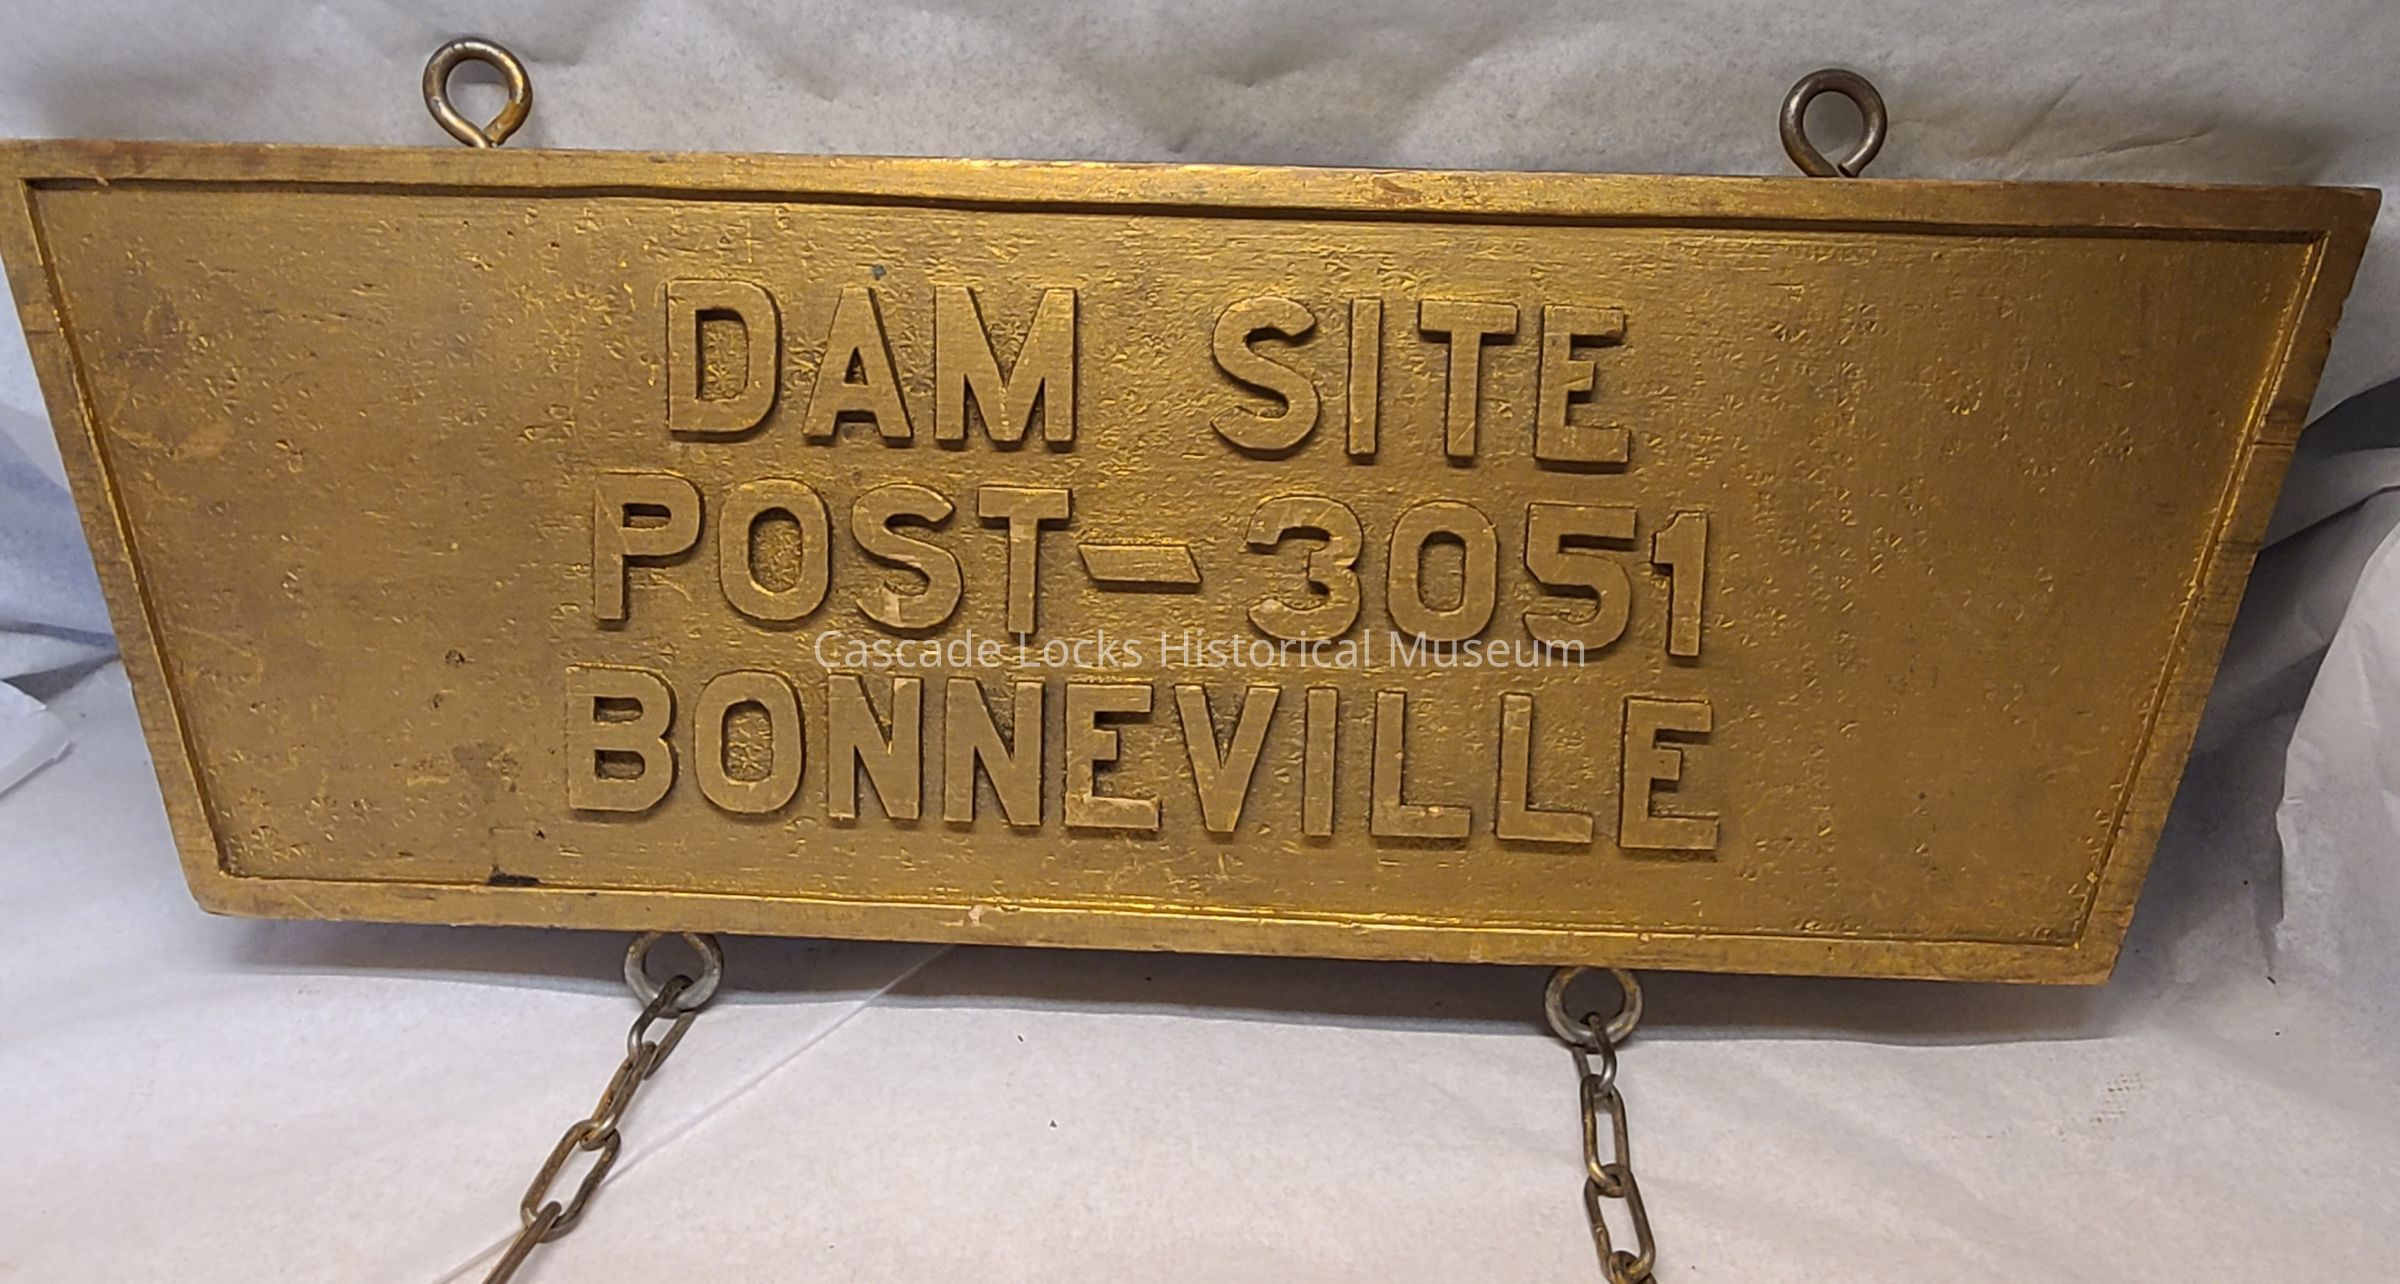 DAM SITE
POST-3051
BONNEVILLE
Cascade Locks Historical Museum